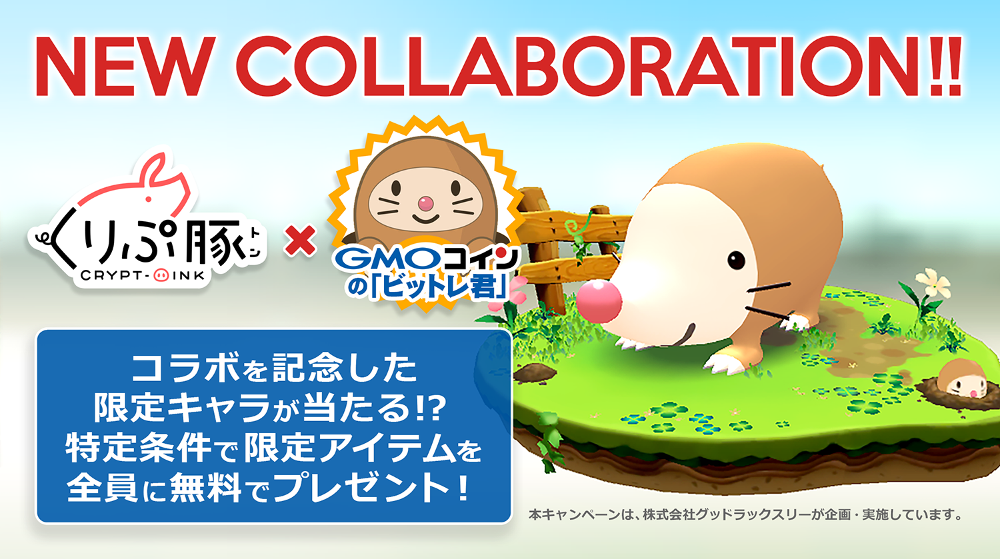 NEW COLLABORATION!!
くりぷ豚
トン
CRYPT-OINK
×
GMOコイン
の「ビットレ君」
コラボを記念した
限定キャラが当たる!?
特定条件で限定アイテムを
全員に無料でプレゼント！
本キャンペーンは、株式会社グッドラックスリーが企画・実施しています。